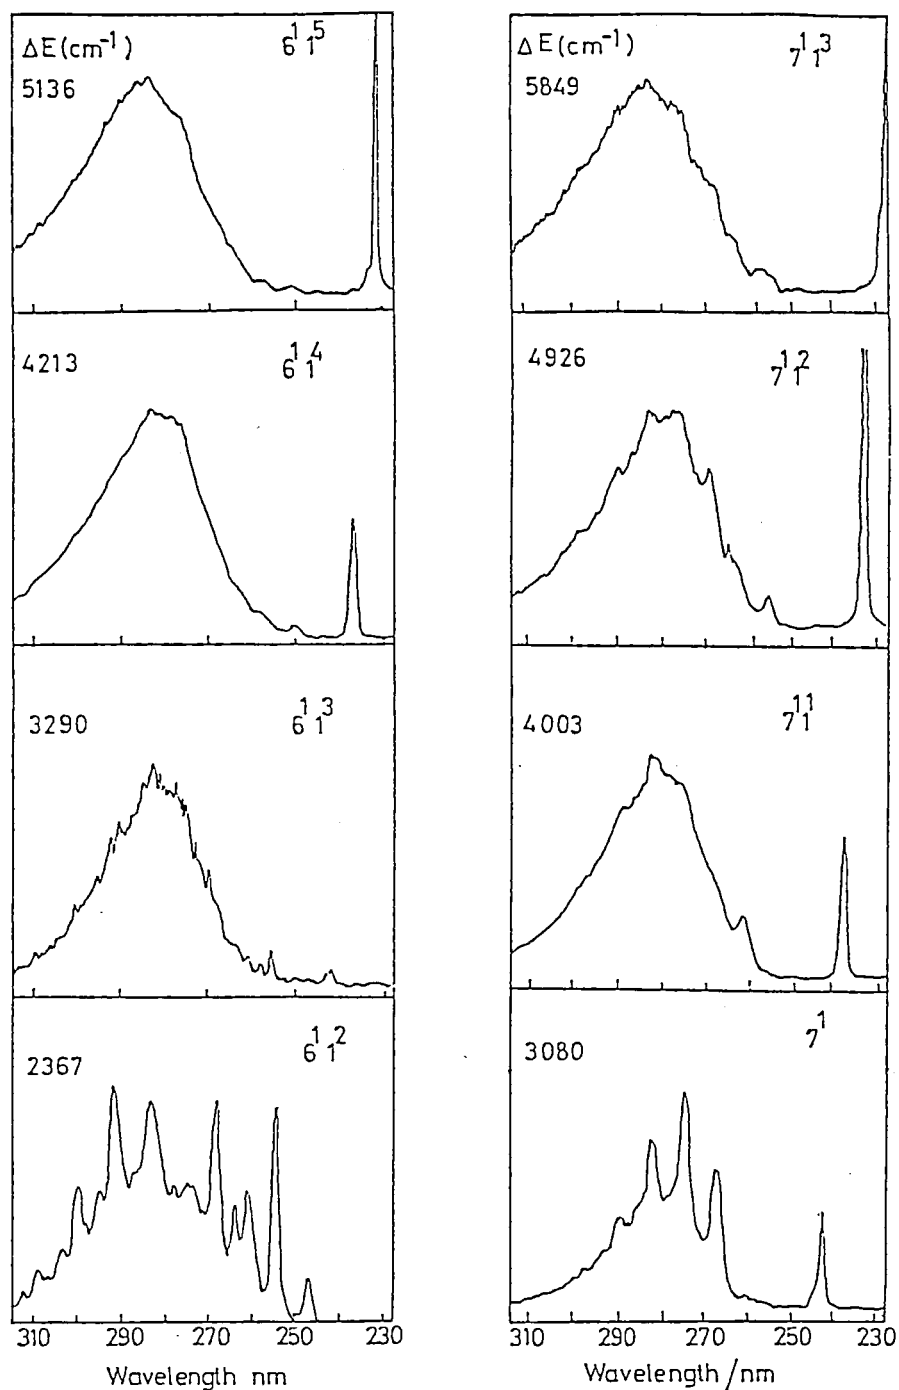 ΔE(cm⁻¹)
5136
6¹1⁵
4213
6¹1⁴
3290
6¹1³
2367
6¹1²
310 290 270 250 230
Wavelength nm
ΔE(cm⁻¹)
5849
7¹1³
4926
7¹1²
4003
7¹1¹
3080
7¹
310 290 270 250 230
Wavelength/nm